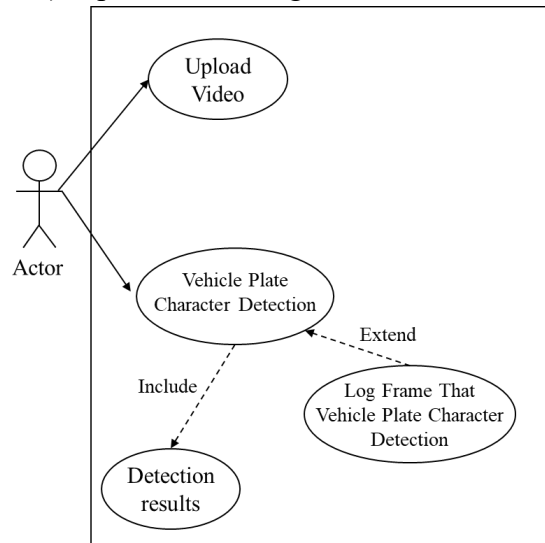 Upload
Video
Actor
Vehicle Plate
Character Detection
Extend
Include
Log Frame That
Vehicle Plate Character
Detection
Detection
results